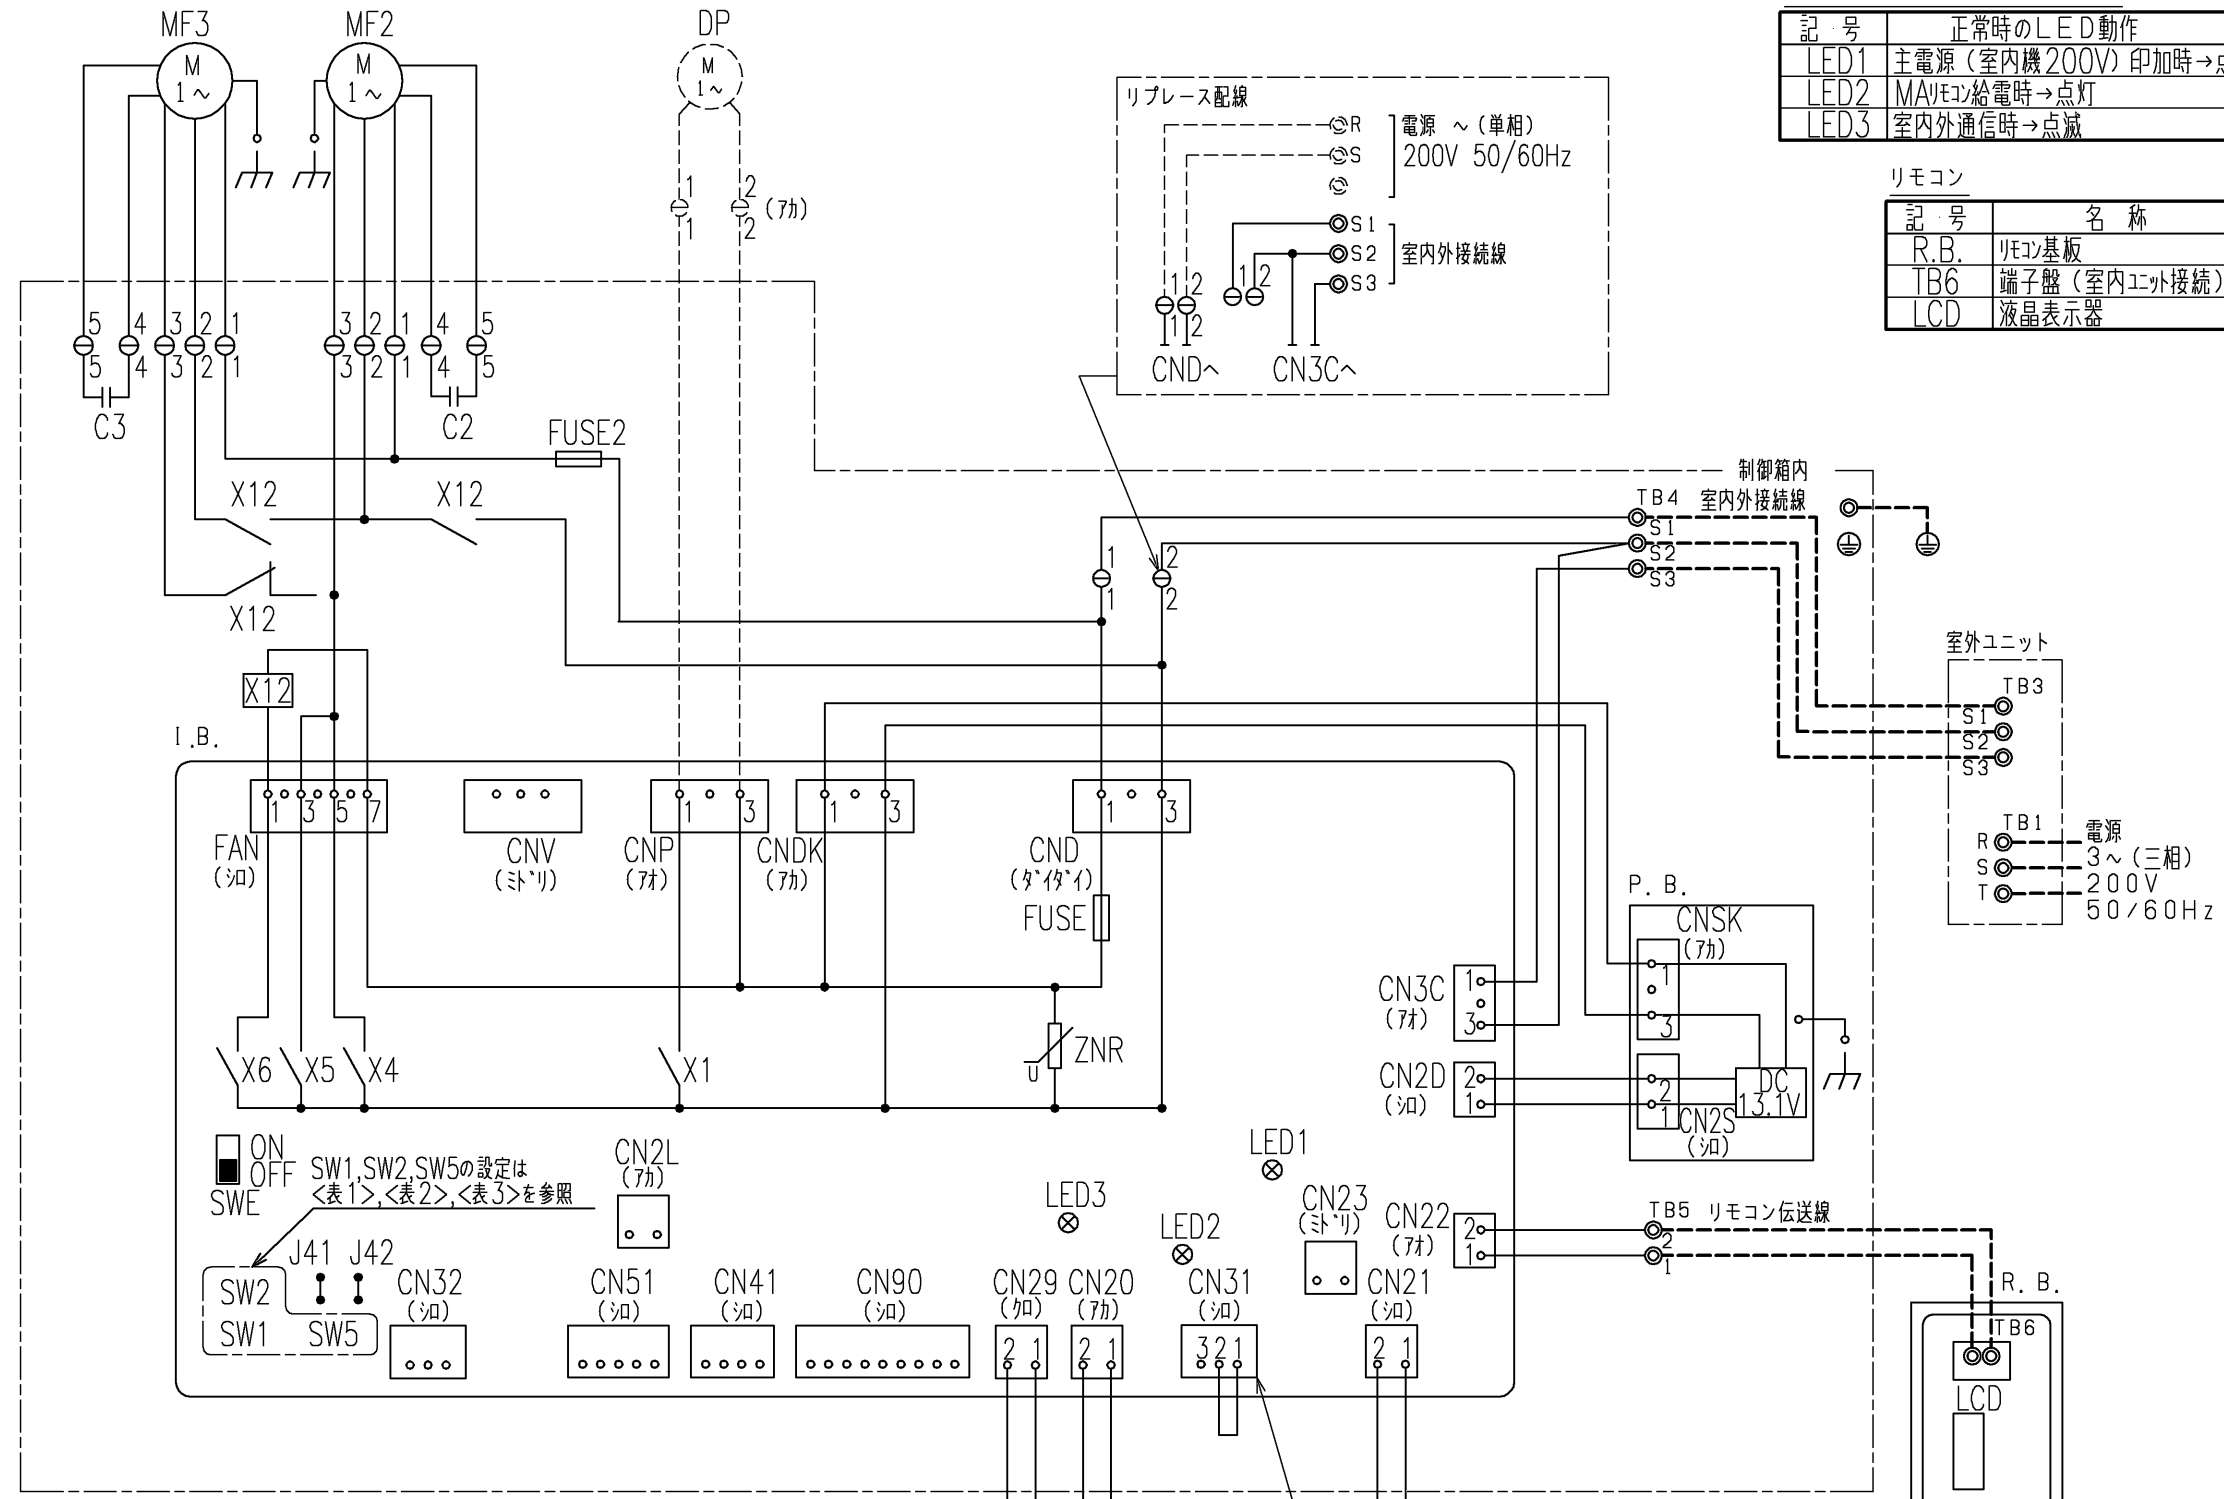 MF3
MF2
DP
M
1~
M
1~
M
1~
記 号 正常時のＬＥＤ動作
LED1 主電源（室内機200V）印加時→点
LED2 MAﾘﾓｺﾝ給電時→点灯
LED3 室内外通信時→点滅
リモコン
記 号 名 称
R.B. ﾘﾓｺﾝ基板
TB6 端子盤（室内ﾕﾆｯﾄ接続）
LCD 液晶表示器
リプレース配線
R
S
電源 ~（単相）
200V 50/60Hz
S1
S2
S3
室内外接続線
1 2
1 2
1 2
CNDへ
CN3Cへ
1 2 (ｱｶ)
1 2
5 4 3 2 1
5 4 3 2 1
3 2 1 4 5
3 2 1 4 5
C3
C2
FUSE2
X12
X12
X12
X12
制御箱内
TB4 室内外接続線
S1
S2
S3
1 2
1 2
室外ユニット
TB3
S1
S2
S3
TB1
R
S
T
電源
3~（三相）
200V
50/60Hz
I.B.
1 3 5 7
FAN
(ｼﾛ)
CNV
(ﾐﾄﾞﾘ)
1 3
CNP
(ｱｵ)
1 3
CNDK
(ｱｶ)
1 3
CND
(ﾀﾞｲﾀﾞｲ)
FUSE
P. B.
CNSK
(ｱｶ)
1
3
2
1
CN2S
(ｼﾛ)
DC
13.1V
CN3C
(ｱｵ)
1
3
CN2D
(ｼﾛ)
2
1
X6
X5
X4
X1
ZNR
U
ON
OFF
SWE
SW1,SW2,SW5の設定は
<表1>,<表2>,<表3>を参照
CN2L
(ｱｶ)
LED1
LED3
LED2
CN23
(ﾐﾄﾞﾘ)
CN22
(ｱｵ)
2
1
TB5 リモコン伝送線
2
1
J41 J42
SW2
SW1
SW5
CN32
(ｼﾛ)
CN51
(ｼﾛ)
CN41
(ｼﾛ)
CN90
(ｼﾛ)
CN29
(ｸﾛ)
2 1
CN20
(ｱｶ)
2 1
CN31
(ｼﾛ)
3 2 1
CN21
(ｼﾛ)
2 1
R. B.
TB6
LCD